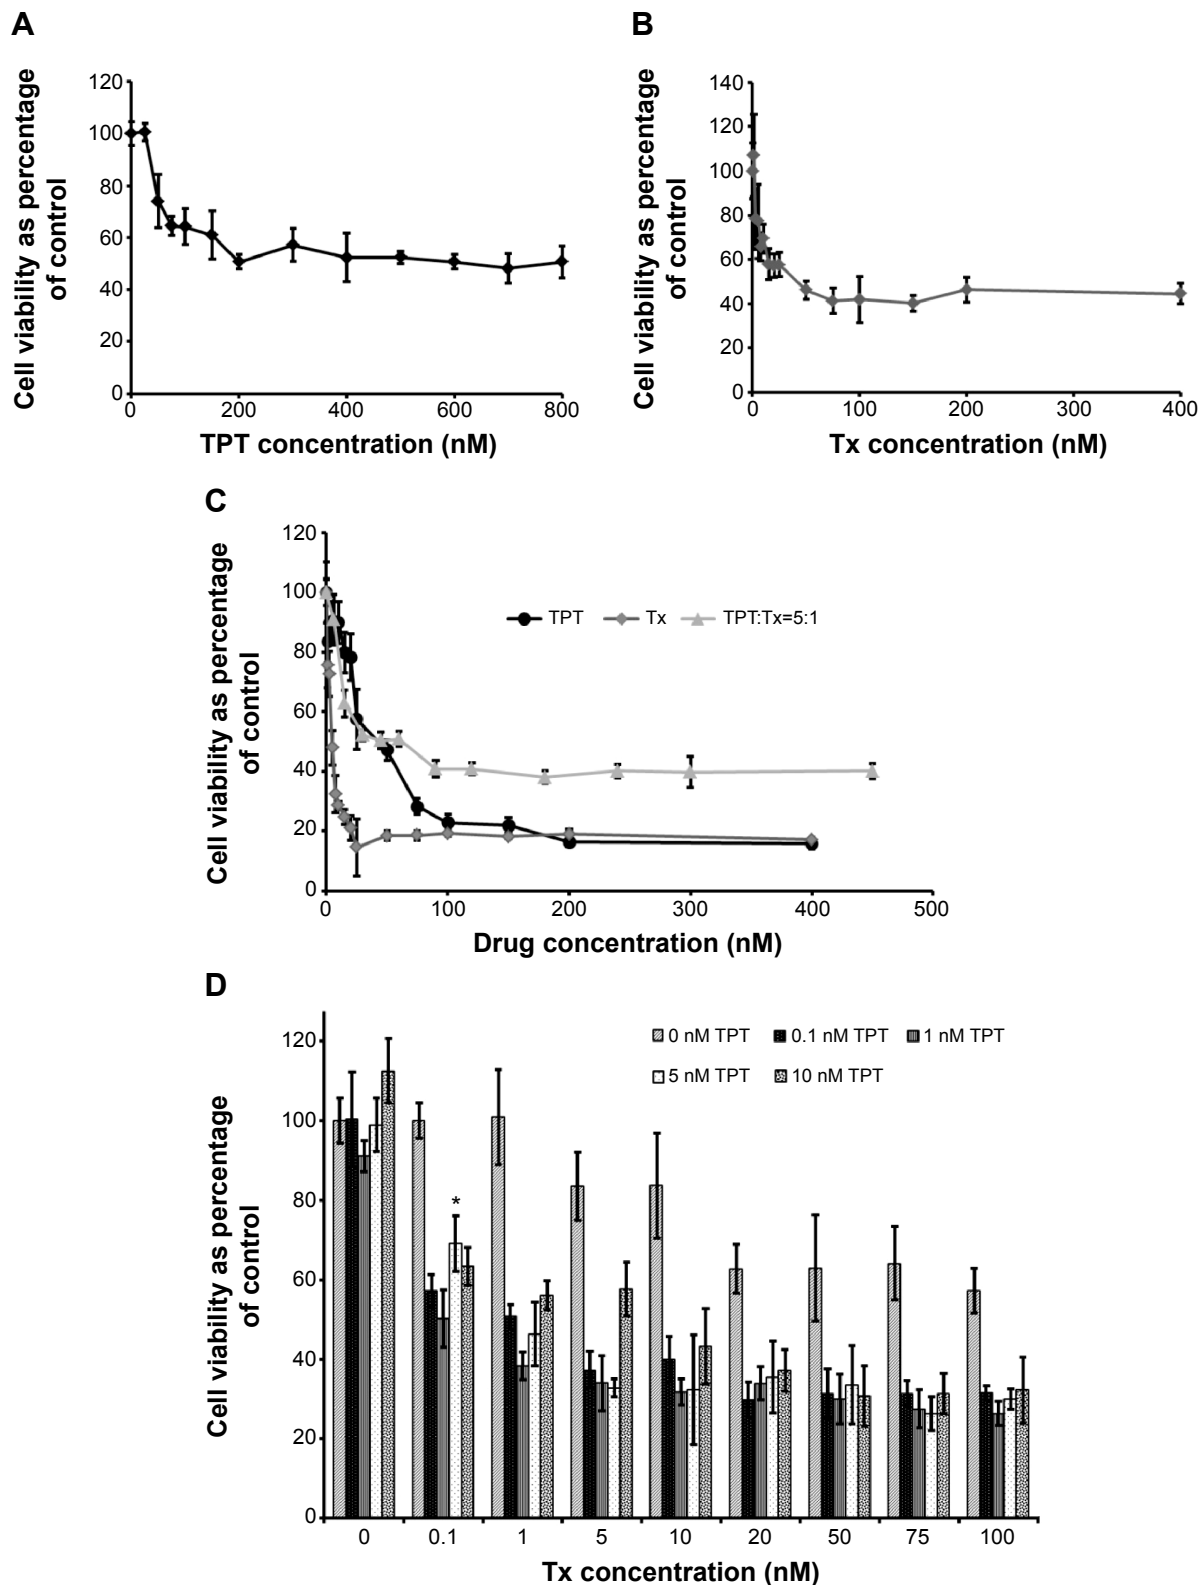 A
Cell viability as percentage
of control
120
100
80
60
40
20
0
0 200 400 600 800
TPT concentration (nM)
B
Cell viability as percentage
of control
140
120
100
80
60
40
20
0
0 100 200 300 400
Tx concentration (nM)
C
Cell viability as percentage
of control
120
100
80
60
40
20
0
TPT Tx TPT:Tx=5:1
0 100 200 300 400 500
Drug concentration (nM)
D
Cell viability as percentage
of control
120
100
80
60
40
20
0
0 nM TPT 0.1 nM TPT 1 nM TPT
5 nM TPT 10 nM TPT
*
0 0.1 1 5 10 20 50 75 100
Tx concentration (nM)